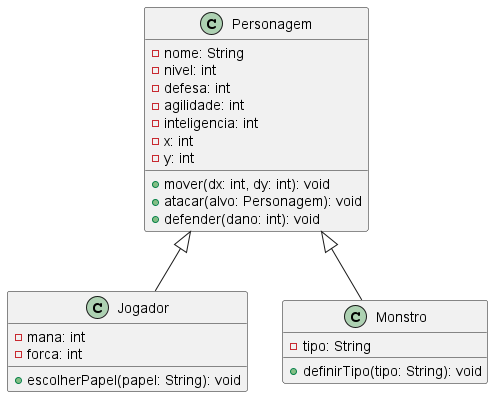 C Personagem
nome: String
nivel: int
defesa: int
agilidade: int
inteligencia: int
x: int
y: int
mover(dx: int, dy: int): void
atacar(alvo: Personagem): void
defender(dano: int): void
C Jogador
mana: int
forca: int
escolherPapel(papel: String): void
C Monstro
tipo: String
definirTipo(tipo: String): void